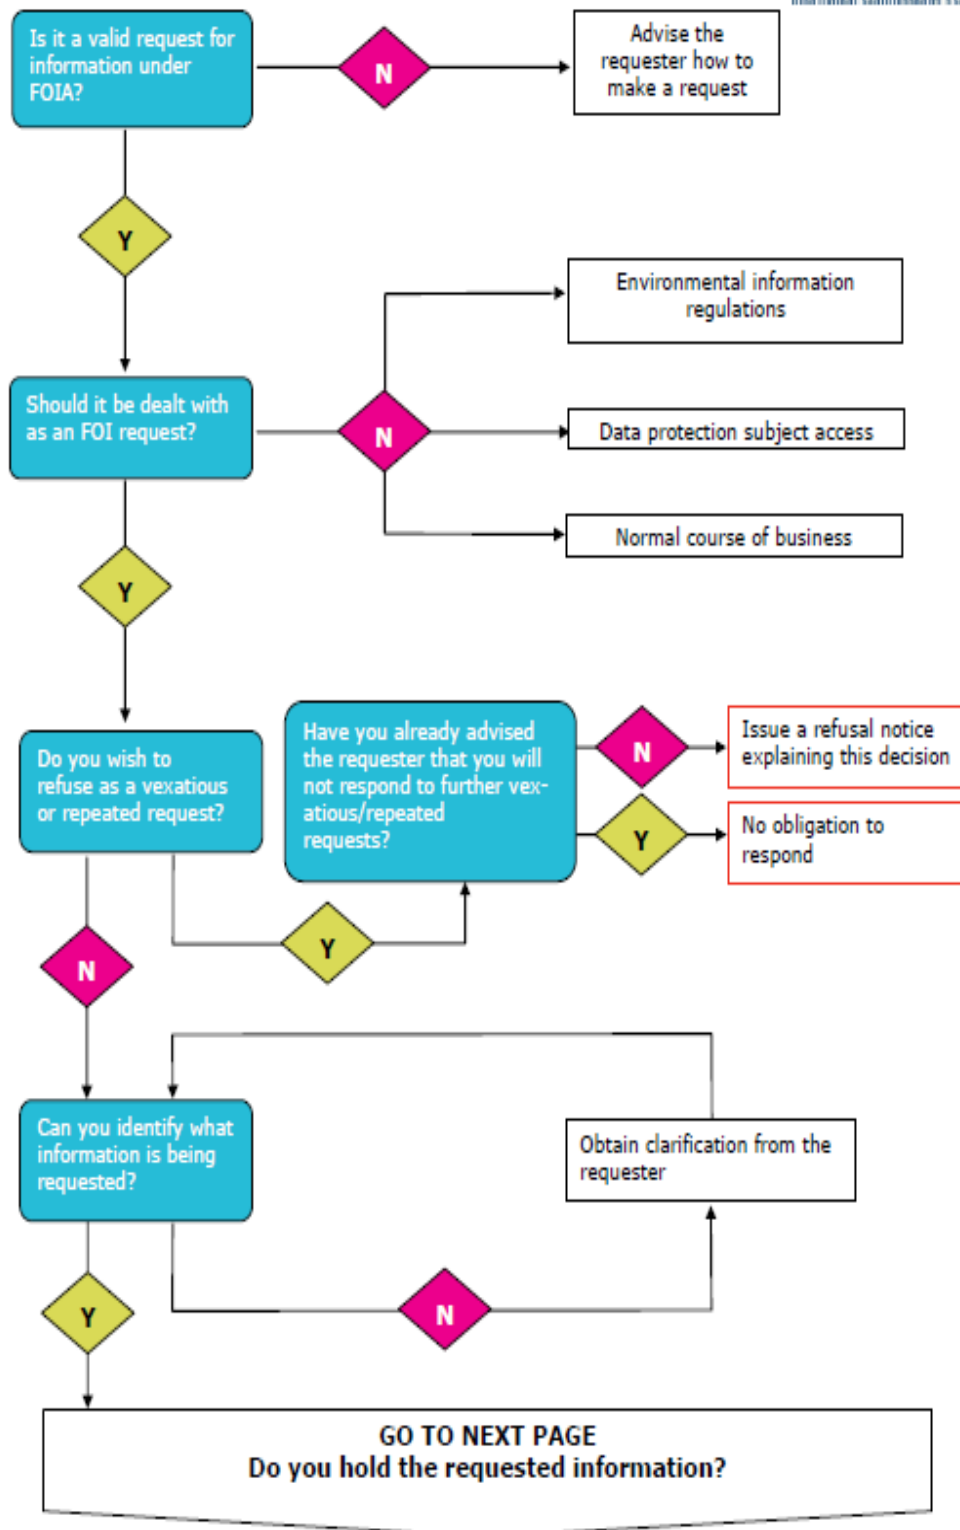 Is it a valid request for
information under
FOIA?
N
Advise the
requester how to
make a request
Y
Environmental information
regulations
Should it be dealt with
as an FOI request?
N
Data protection subject access
Normal course of business
Y
Do you wish to
refuse as a vexatious
or repeated request?
Have you already advised
the requester that you will
not respond to further vex-
atious/repeated
requests?
N
Issue a refusal notice
explaining this decision
Y
No obligation to
respond
Y
N
Can you identify what
information is being
requested?
Obtain clarification from the
requester
Y
N
GO TO NEXT PAGE
Do you hold the requested information?